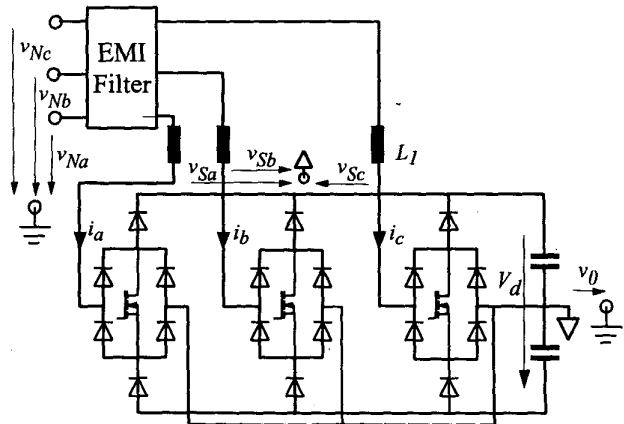 v_Nc
EMI
Filter
v_Nb
v_Na
v_Sb
v_Sa
v_Sc
L_1
i_a
i_b
i_c
V_d
v_0